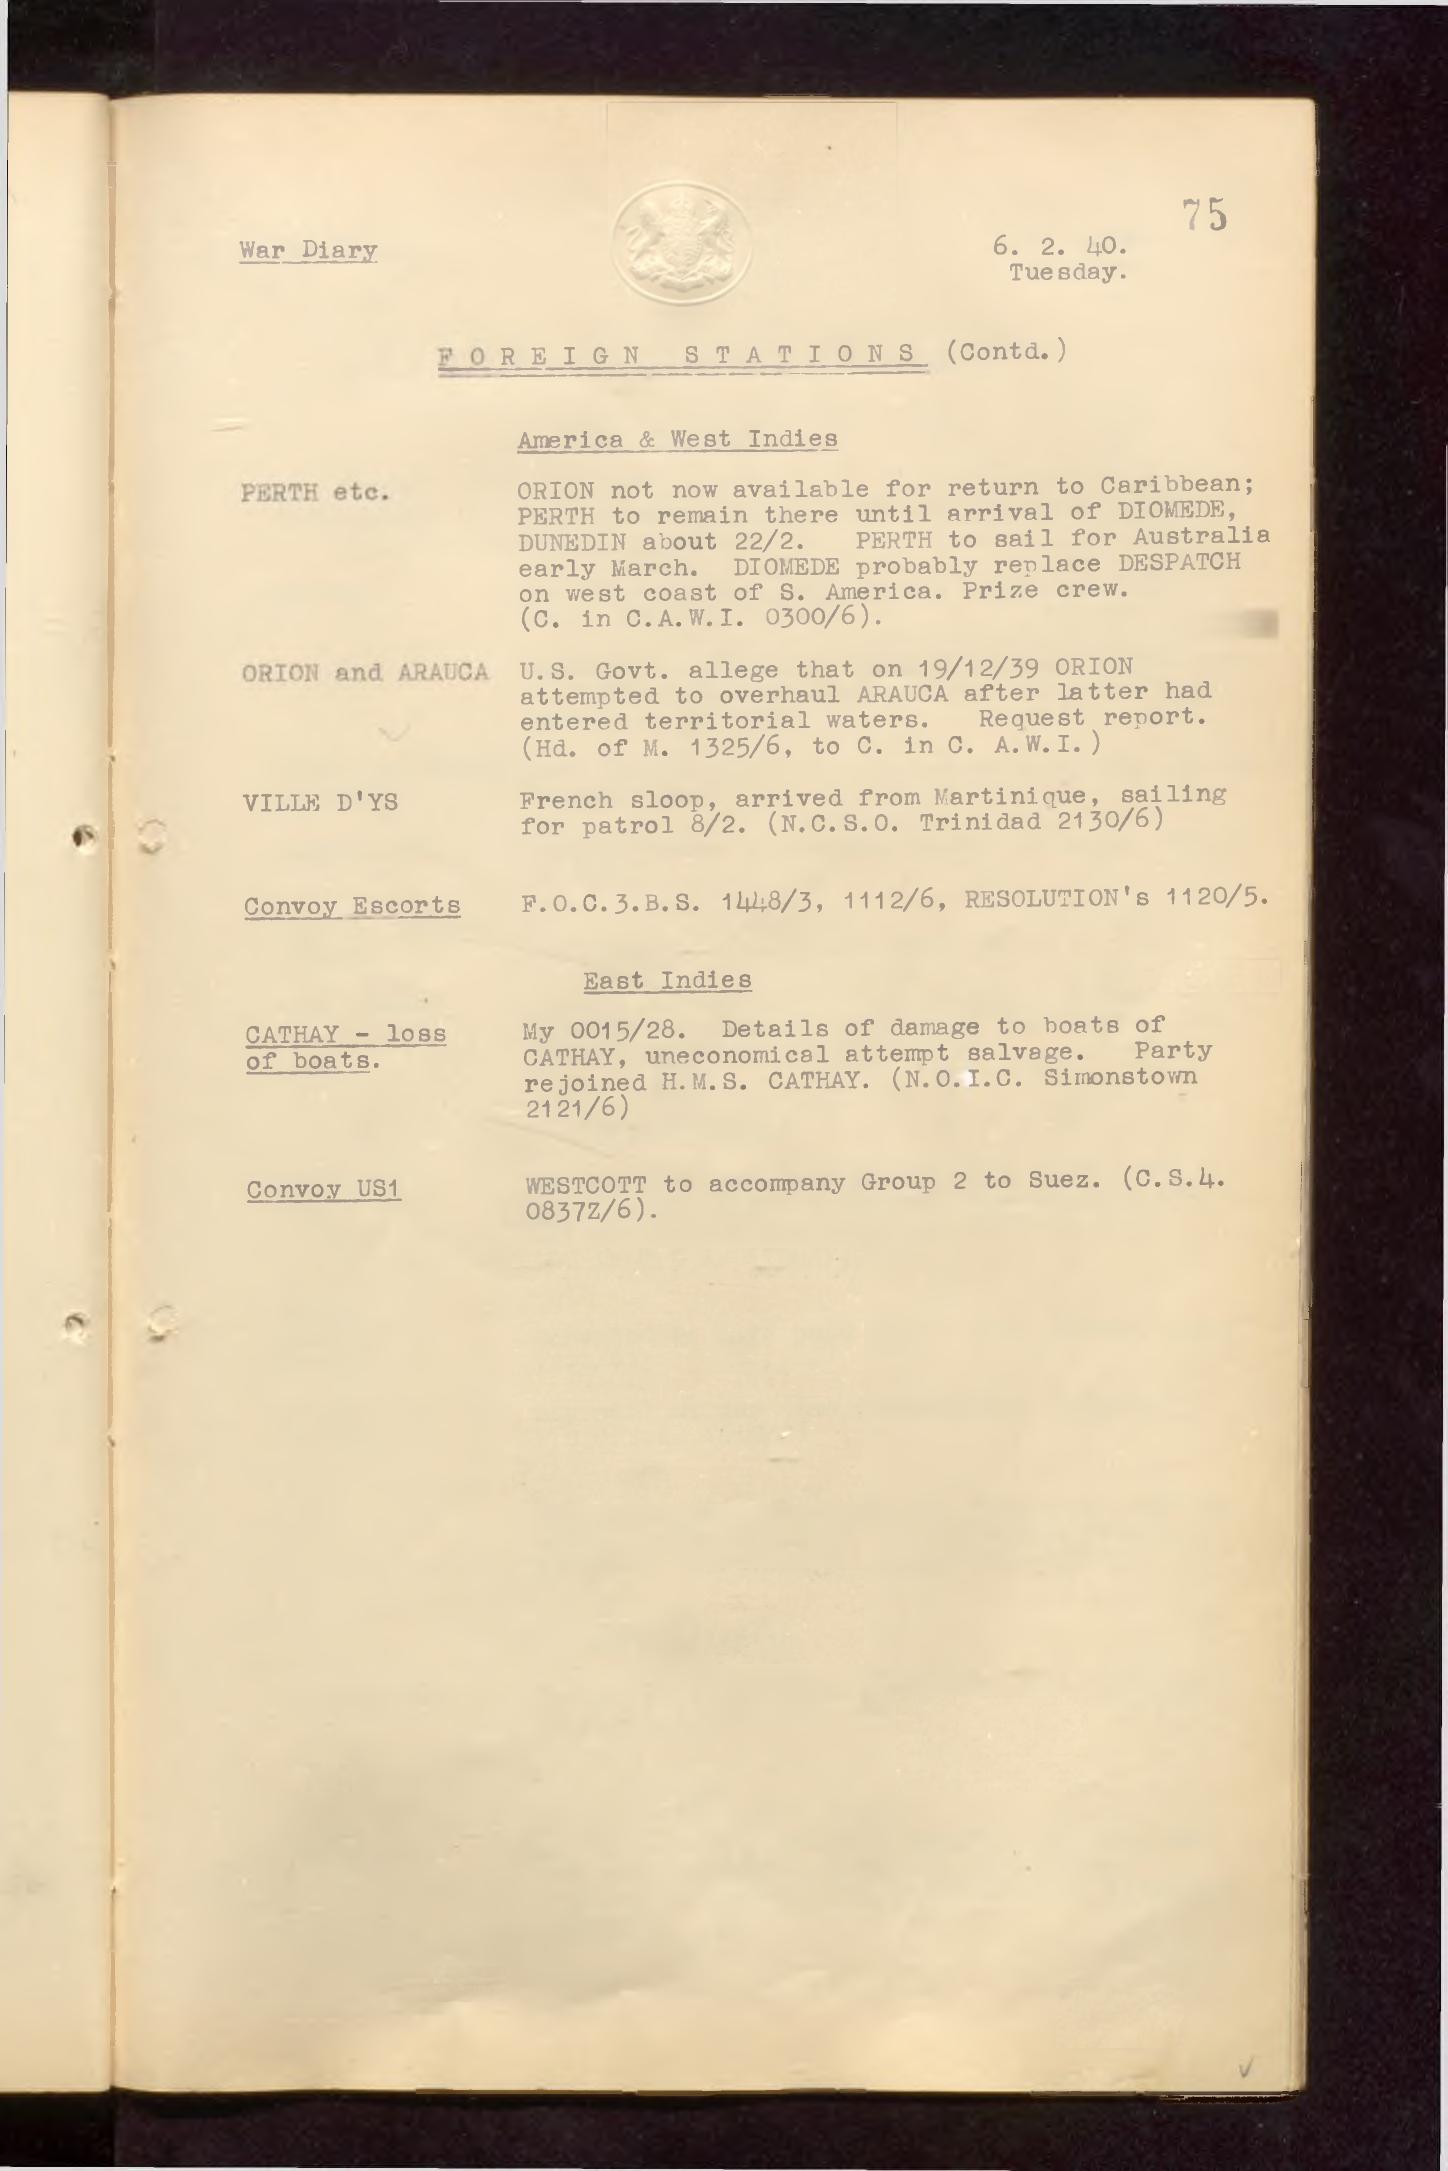 75
War Diary
6. 2. 40.
Tuesday.
FOREIGN STATIONS (Contd.)
America & West Indies
PERTH etc.
ORION not now available for return to Caribbean;
PERTH to remain there until arrival of DIOMEDE,
DUNEDIN about 22/2. PERTH to sail for Australia
early March. DIOMEDE probably replace DESPATCH
on west coast of S. America. Prize crew.
(C. in C.A.W.I. 0300/6).
ORION and ARAUCA
U.S. Govt. allege that on 19/12/39 ORION
attempted to overhaul ARAUCA after latter had
entered territorial waters. Request report.
(Hd. of M. 1325/6, to C. in C. A.W.I.)
VILLE D'YS
French sloop, arrived from Martinique, sailing
for patrol 8/2. (N.C.S.O. Trinidad 2130/6)
Convoy Escorts
F.O.C.3.B.S. 1448/3, 1112/6, RESOLUTION's 1120/5.
East Indies
CATHAY - loss
of boats.
My 0015/28. Details of damage to boats of
CATHAY, uneconomical attempt salvage. Party
rejoined H.M.S. CATHAY. (N.O.I.C. Simonstown
2121/6)
Convoy US1
WESTCOTT to accompany Group 2 to Suez. (C.S.4.
0837Z/6).